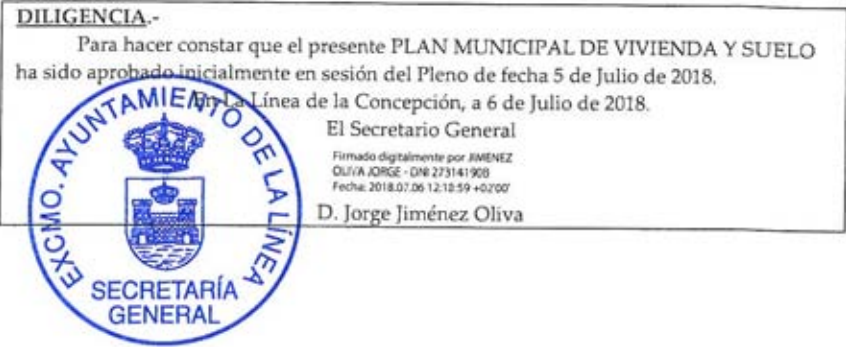 DILIGENCIA.-
Para hacer constar que el presente PLAN MUNICIPAL DE VIVIENDA Y SUELO
ha sido aprobado inicialmente en sesión del Pleno de fecha 5 de Julio de 2018.
En La Línea de la Concepción, a 6 de Julio de 2018.
El Secretario General
Firmado digitalmente por JIMENEZ
OLIVA JORGE - DNI 27314190B
Fecha: 2018.07.06 12:18:59 +02'00'
D. Jorge Jiménez Oliva
EXCMO. AYUNTAMIENTO DE LA LÍNEA
SECRETARÍA
GENERAL